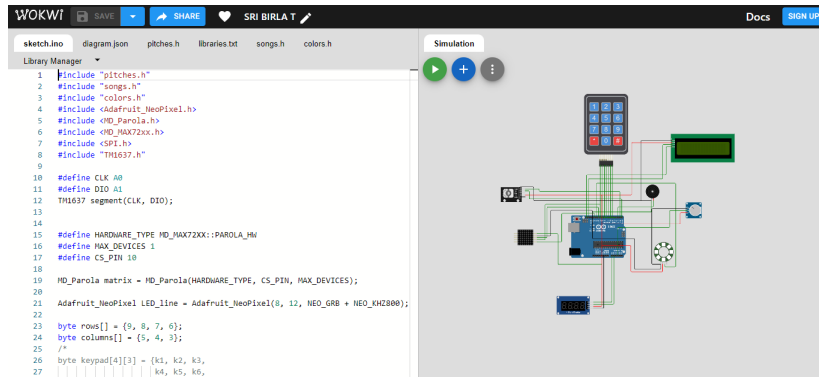 WOKWI SAVE SHARE SRI BIRLA T Docs SIGN UP
sketch.ino diagram.json pitches.h libraries.txt songs.h colors.h
Library Manager
Simulation
1 #include "pitches.h"
2 #include "songs.h"
3 #include "colors.h"
4 #include <Adafruit_NeoPixel.h>
5 #include <MD_Parola.h>
6 #include <MD_MAX72xx.h>
7 #include <SPI.h>
8 #include "TM1637.h"
9
10 #define CLK A0
11 #define DIO A1
12 TM1637 segment(CLK, DIO);
13
14
15 #define HARDWARE_TYPE MD_MAX72XX::PAROLA_HW
16 #define MAX_DEVICES 1
17 #define CS_PIN 10
18
19 MD_Parola matrix = MD_Parola(HARDWARE_TYPE, CS_PIN, MAX_DEVICES);
20
21 Adafruit_NeoPixel LED_line = Adafruit_NeoPixel(8, 12, NEO_GRB + NEO_KHZ800);
22
23 byte rows[] = {9, 8, 7, 6};
24 byte columns[] = {5, 4, 3};
25 /*
26 byte keypad[4][3] = {k1, k2, k3,
27 k4, k5, k6,
1 2 3
4 5 6
7 8 9
* 0 #